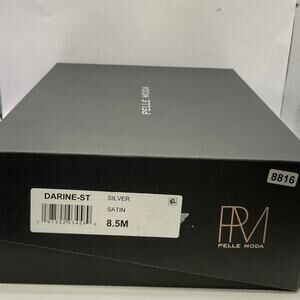 PELLE MODA
DARINE-ST
SILVER
SATIN
8.5M
8816
PM
PELLE MODA